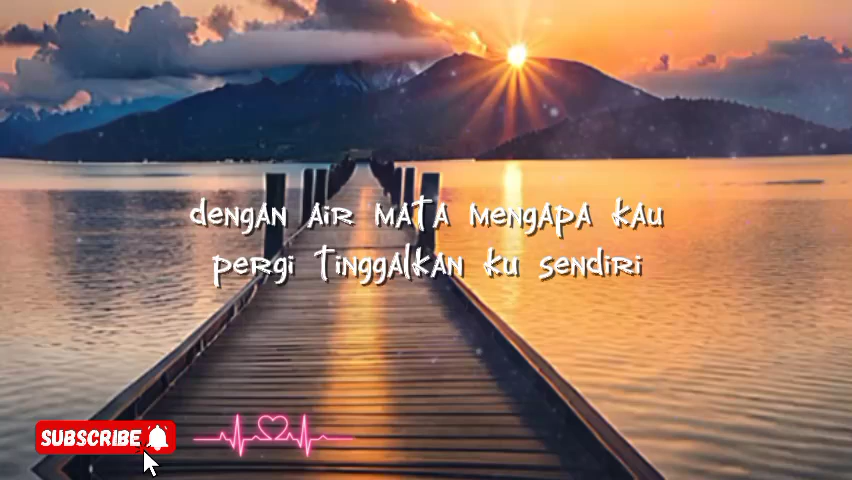 dengan air mata mengapa kau
pergi tinggalkan ku sendiri
SUBSCRIBE